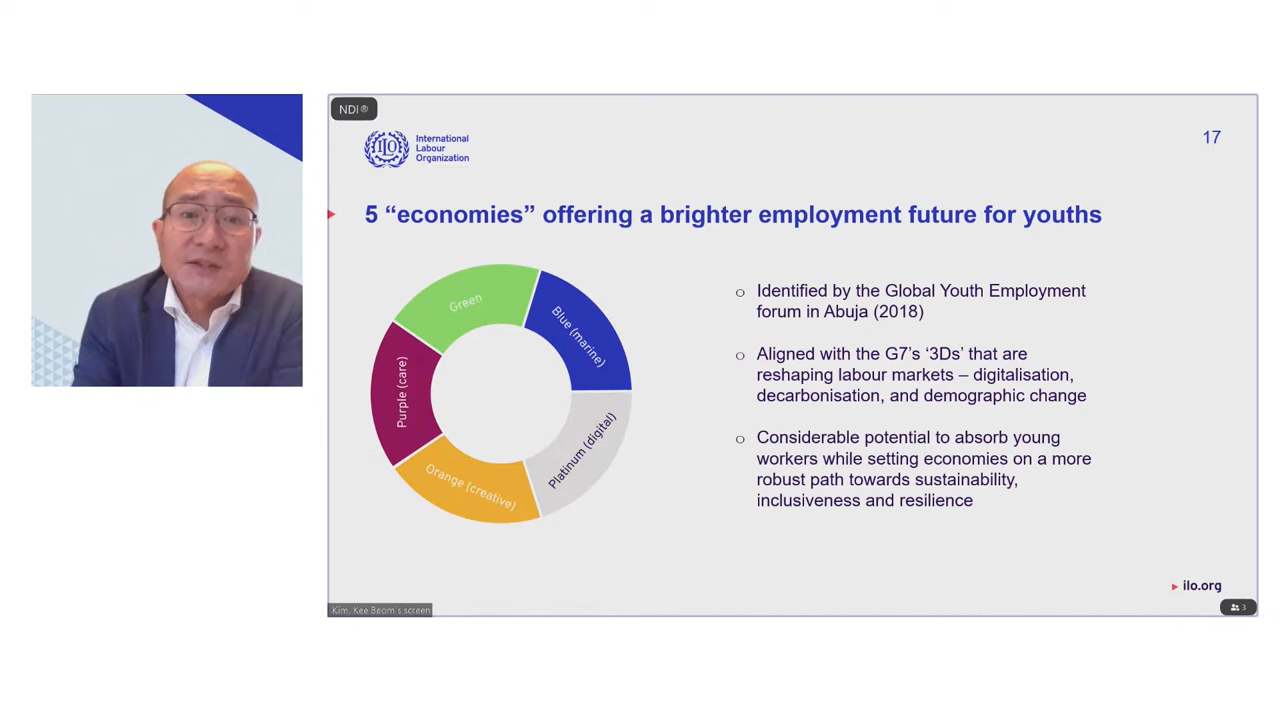 NDI®
International
Labour
Organization
ILO
17
5 “economies” offering a brighter employment future for youths
Green
Blue (marine)
Purple (care)
Orange (creative)
Platinum (digital)
Identified by the Global Youth Employment
forum in Abuja (2018)
Aligned with the G7’s ‘3Ds’ that are
reshaping labour markets – digitalisation,
decarbonisation, and demographic change
Considerable potential to absorb young
workers while setting economies on a more
robust path towards sustainability,
inclusiveness and resilience
ilo.org
Kim, Kee Beom's screen
3